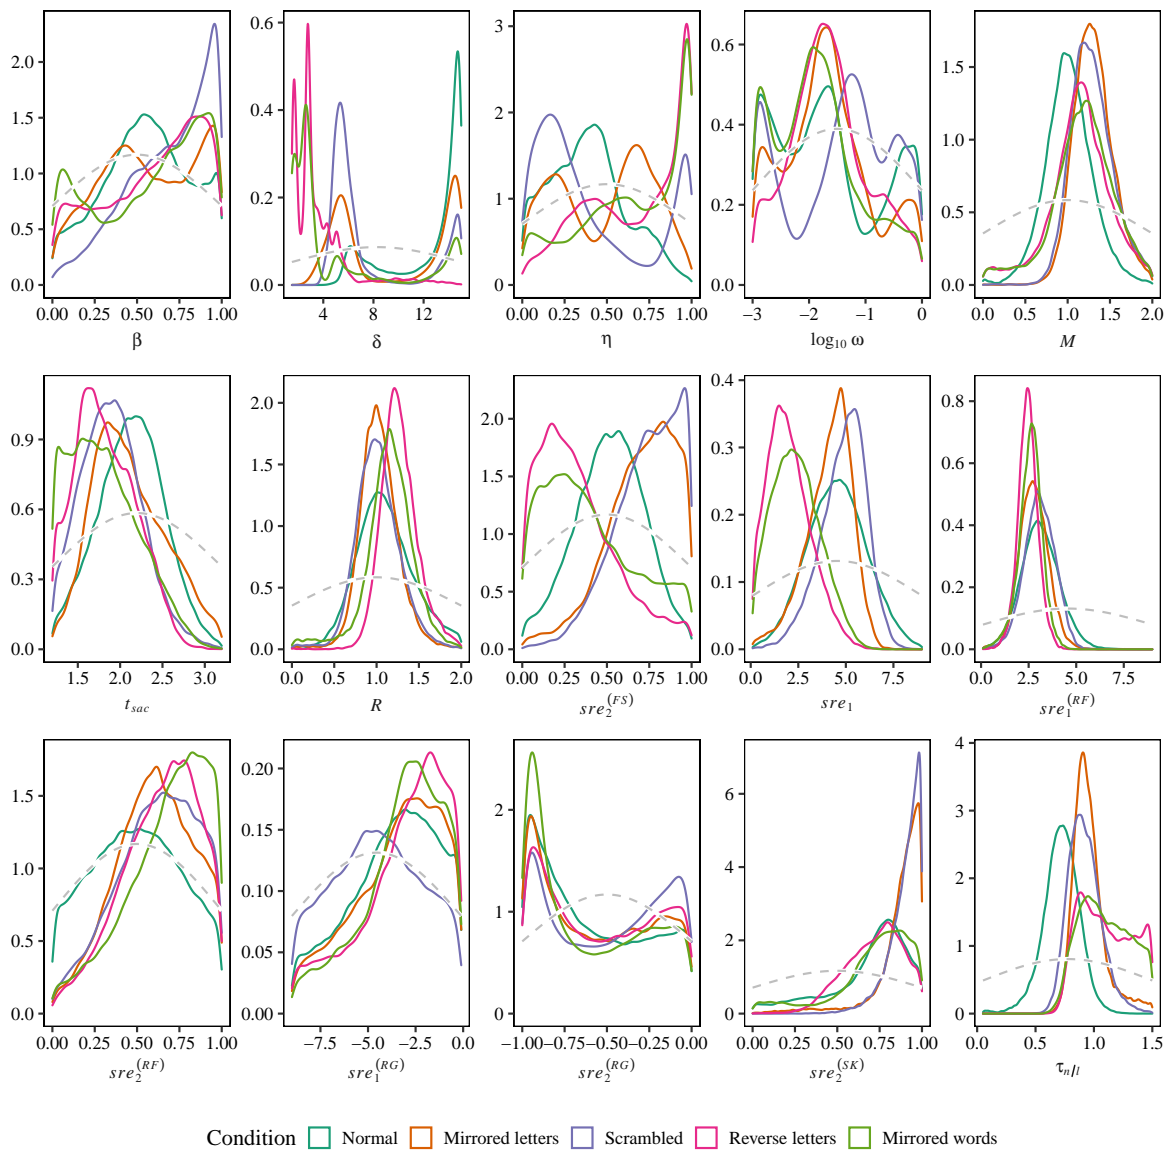 0.0 0.5 1.0 1.5 2.0
0.00 0.25 0.50 0.75 1.00
β
0.0 0.2 0.4 0.6
4 8 12
δ
0 1 2 3
0.00 0.25 0.50 0.75 1.00
η
0.0 0.2 0.4 0.6
−3 −2 −1 0
log₁₀ ω
0.0 0.5 1.0 1.5
0.0 0.5 1.0 1.5 2.0
M
0.0 0.3 0.6 0.9
1.5 2.0 2.5 3.0
t_sac
0.0 0.5 1.0 1.5 2.0
0.0 0.5 1.0 1.5 2.0
R
0.0 0.5 1.0 1.5 2.0
0.00 0.25 0.50 0.75 1.00
sre₂^(FS)
0.0 0.1 0.2 0.3 0.4
0.0 2.5 5.0 7.5
sre₁
0.0 0.2 0.4 0.6 0.8
0.0 2.5 5.0 7.5
sre₁^(RF)
0.0 0.5 1.0 1.5
0.00 0.25 0.50 0.75 1.00
sre₂^(RF)
0.00 0.05 0.10 0.15 0.20
−7.5 −5.0 −2.5 0.0
sre₁^(RG)
0 1 2
−1.00 −0.75 −0.50 −0.25 0.00
sre₂^(RG)
0 2 4 6
0.00 0.25 0.50 0.75 1.00
sre₂^(SK)
0 1 2 3 4
0.0 0.5 1.0 1.5
τ_n/l
Condition Normal Mirrored letters Scrambled Reverse letters Mirrored words